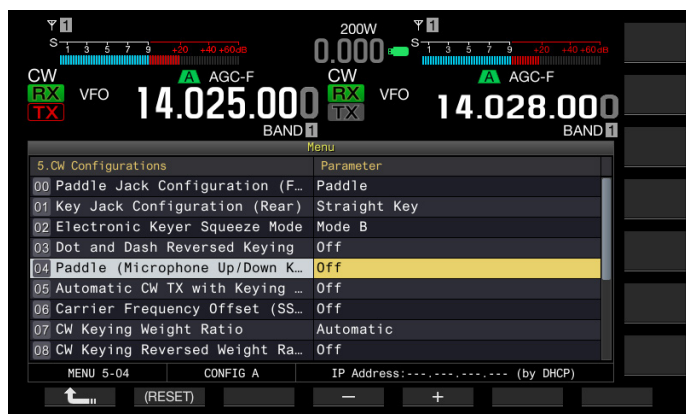 1 200W 1
S 1 3 5 7 9 +20 +40 +60dB 0.000 S 1 3 5 7 9 +20 +40 +60dB
CW A AGC-F CW A AGC-F
RX VFO 14.025.000 RX VFO 14.028.000
TX TX
BAND 1 BAND 1
Menu
5.CW Configurations Parameter
00 Paddle Jack Configuration (F… Paddle
01 Key Jack Configuration (Rear) Straight Key
02 Electronic Keyer Squeeze Mode Mode B
03 Dot and Dash Reversed Keying Off
04 Paddle (Microphone Up/Down K… Off
05 Automatic CW TX with Keying … Off
06 Carrier Frequency Offset (SS… Off
07 CW Keying Weight Ratio Automatic
08 CW Keying Reversed Weight Ra… Off
MENU 5-04 CONFIG A IP Address:---.---.---.--- (by DHCP)
(RESET) − +